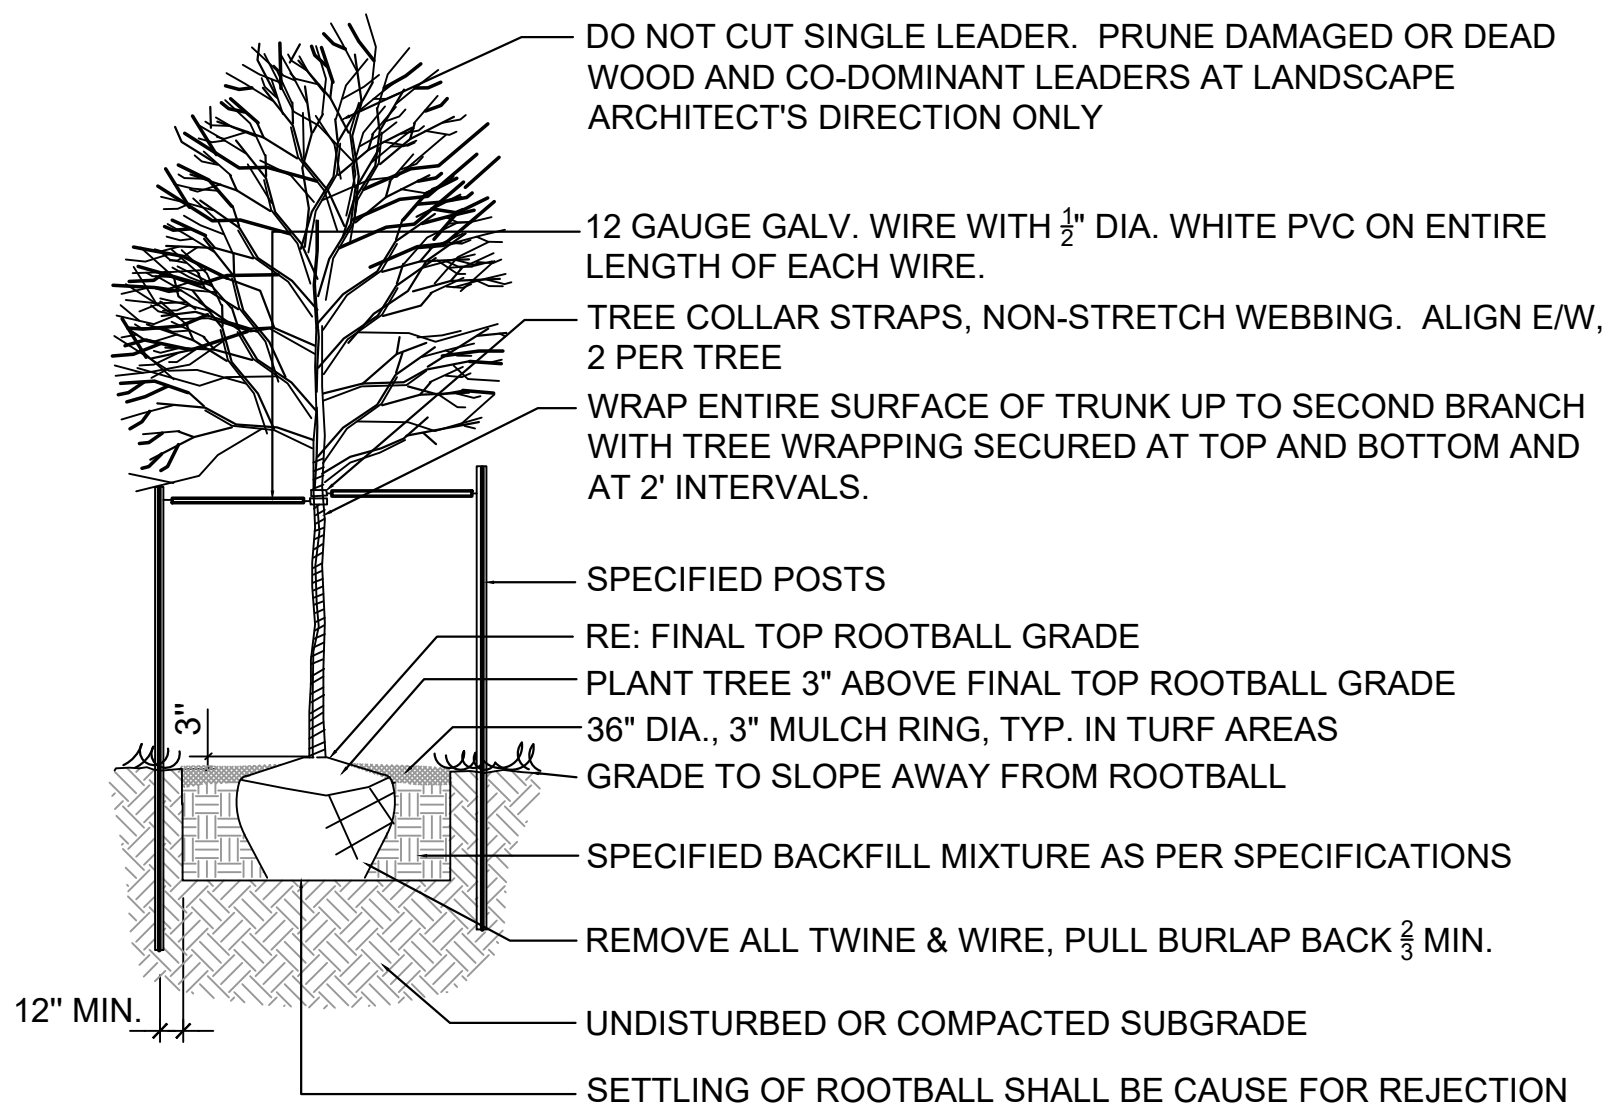 DO NOT CUT SINGLE LEADER. PRUNE DAMAGED OR DEAD
WOOD AND CO-DOMINANT LEADERS AT LANDSCAPE
ARCHITECT'S DIRECTION ONLY
12 GAUGE GALV. WIRE WITH ½" DIA. WHITE PVC ON ENTIRE
LENGTH OF EACH WIRE.
TREE COLLAR STRAPS, NON-STRETCH WEBBING. ALIGN E/W,
2 PER TREE
WRAP ENTIRE SURFACE OF TRUNK UP TO SECOND BRANCH
WITH TREE WRAPPING SECURED AT TOP AND BOTTOM AND
AT 2' INTERVALS.
SPECIFIED POSTS
RE: FINAL TOP ROOTBALL GRADE
PLANT TREE 3" ABOVE FINAL TOP ROOTBALL GRADE
3"
36" DIA., 3" MULCH RING, TYP. IN TURF AREAS
GRADE TO SLOPE AWAY FROM ROOTBALL
SPECIFIED BACKFILL MIXTURE AS PER SPECIFICATIONS
REMOVE ALL TWINE & WIRE, PULL BURLAP BACK ⅔ MIN.
12" MIN.
UNDISTURBED OR COMPACTED SUBGRADE
SETTLING OF ROOTBALL SHALL BE CAUSE FOR REJECTION